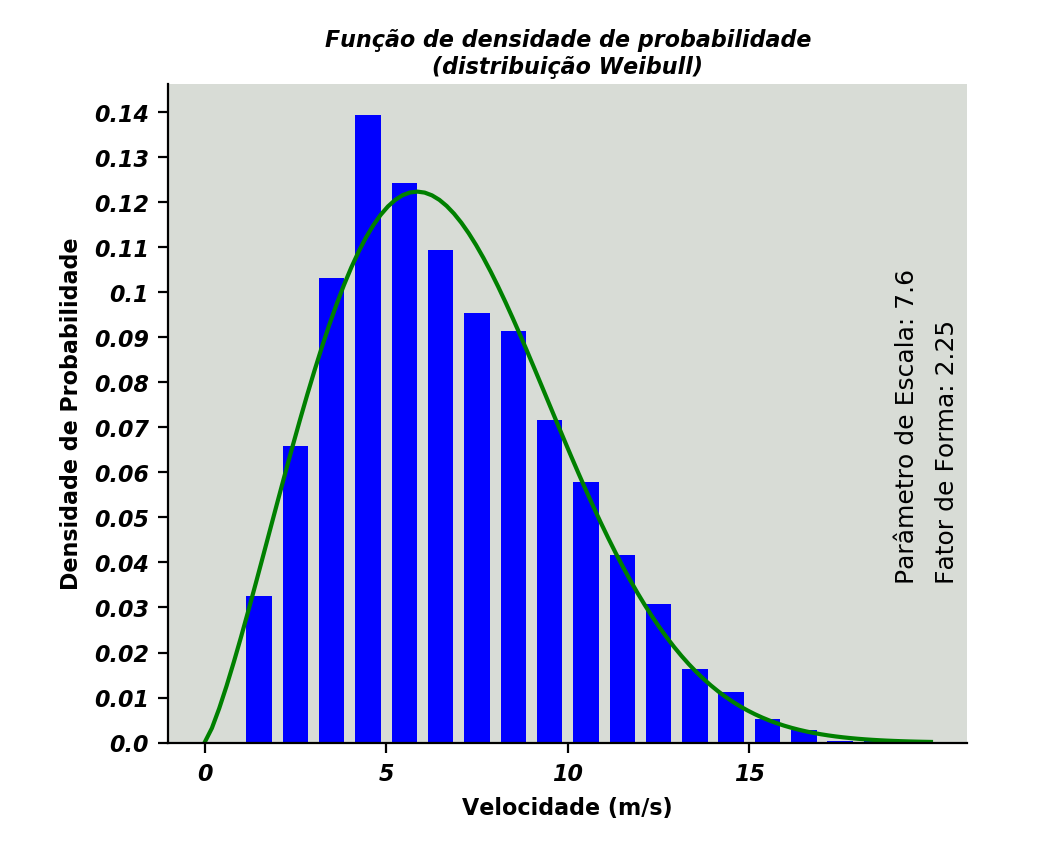 Função de densidade de probabilidade
(distribuição Weibull)
0.14
0.13
0.12
0.11
0.1
0.09
0.08
0.07
0.06
0.05
0.04
0.03
0.02
0.01
0.0
Densidade de Probabilidade
0 5 10 15
Velocidade (m/s)
Parâmetro de Escala: 7.6
Fator de Forma: 2.25